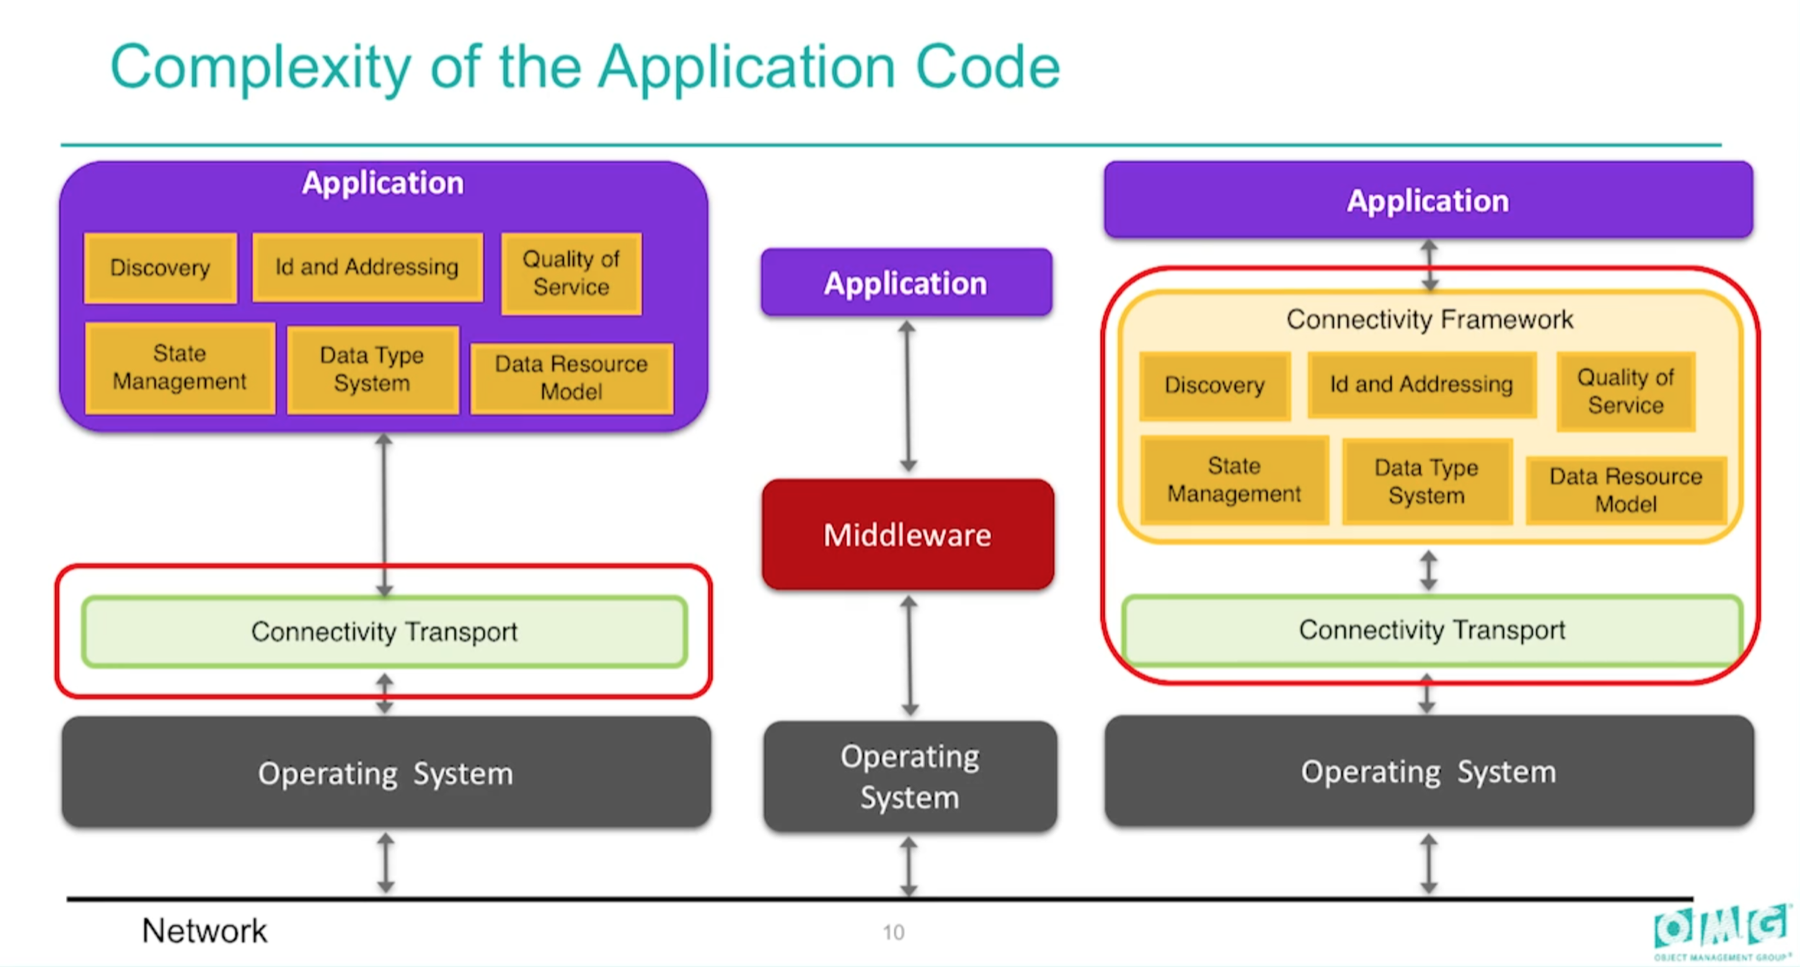 Complexity of the Application Code
Application
Discovery
Id and Addressing
Quality of
Service
State
Management
Data Type
System
Data Resource
Model
Connectivity Transport
Operating System
Application
Middleware
Operating
System
Application
Connectivity Framework
Discovery
Id and Addressing
Quality of
Service
State
Management
Data Type
System
Data Resource
Model
Connectivity Transport
Operating System
Network
10
OMG
OBJECT MANAGEMENT GROUP®